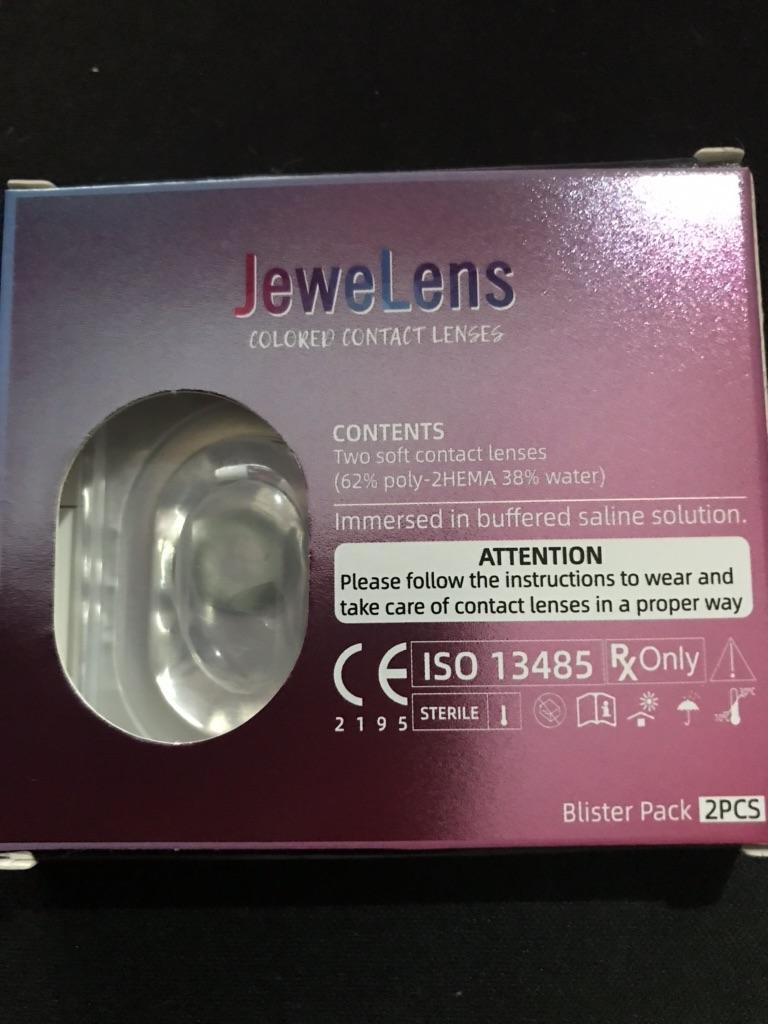 JeweLens
COLORED CONTACT LENSES
CONTENTS
Two soft contact lenses
(62% poly-2HEMA 38% water)
Immersed in buffered saline solution.
ATTENTION
Please follow the instructions to wear and
take care of contact lenses in a proper way
CE ISO 13485 Rx Only
2195 STERILE
Blister Pack 2PCS